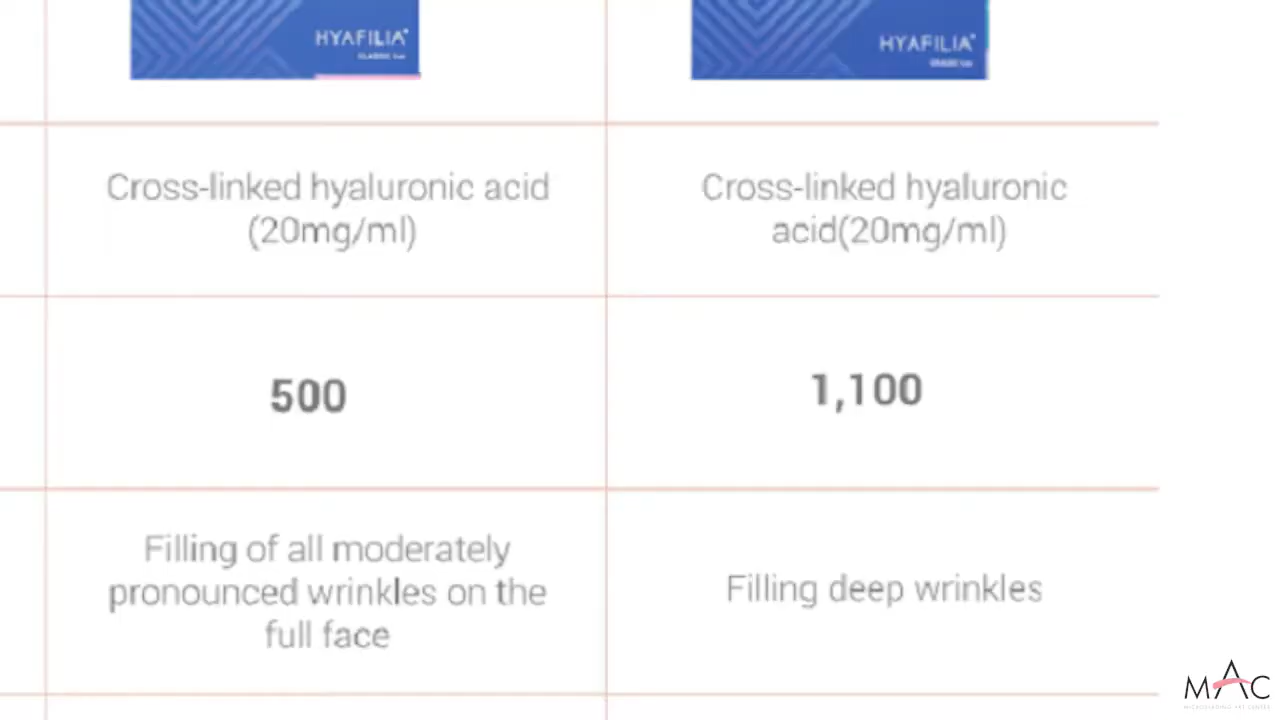 HYAFILIA
HYAFILIA
Cross-linked hyaluronic acid
(20mg/ml)
Cross-linked hyaluronic
acid(20mg/ml)
500
1,100
Filling of all moderately
pronounced wrinkles on the
full face
Filling deep wrinkles
MAC